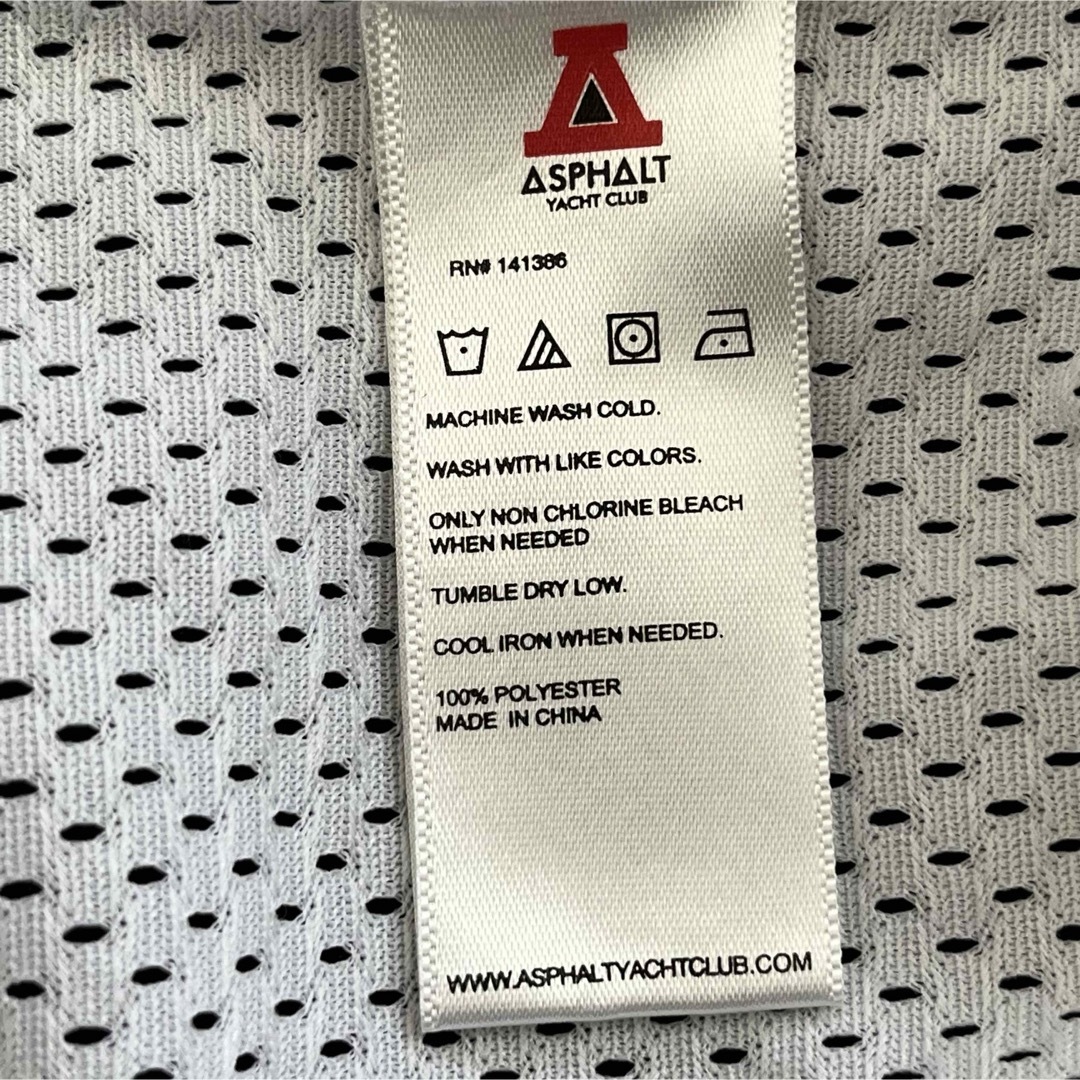 ASPHALT
YACHT CLUB
RN# 141386
MACHINE WASH COLD.
WASH WITH LIKE COLORS.
ONLY NON CHLORINE BLEACH
WHEN NEEDED
TUMBLE DRY LOW.
COOL IRON WHEN NEEDED.
100% POLYESTER
MADE IN CHINA
WWW.ASPHALTYACHTCLUB.COM